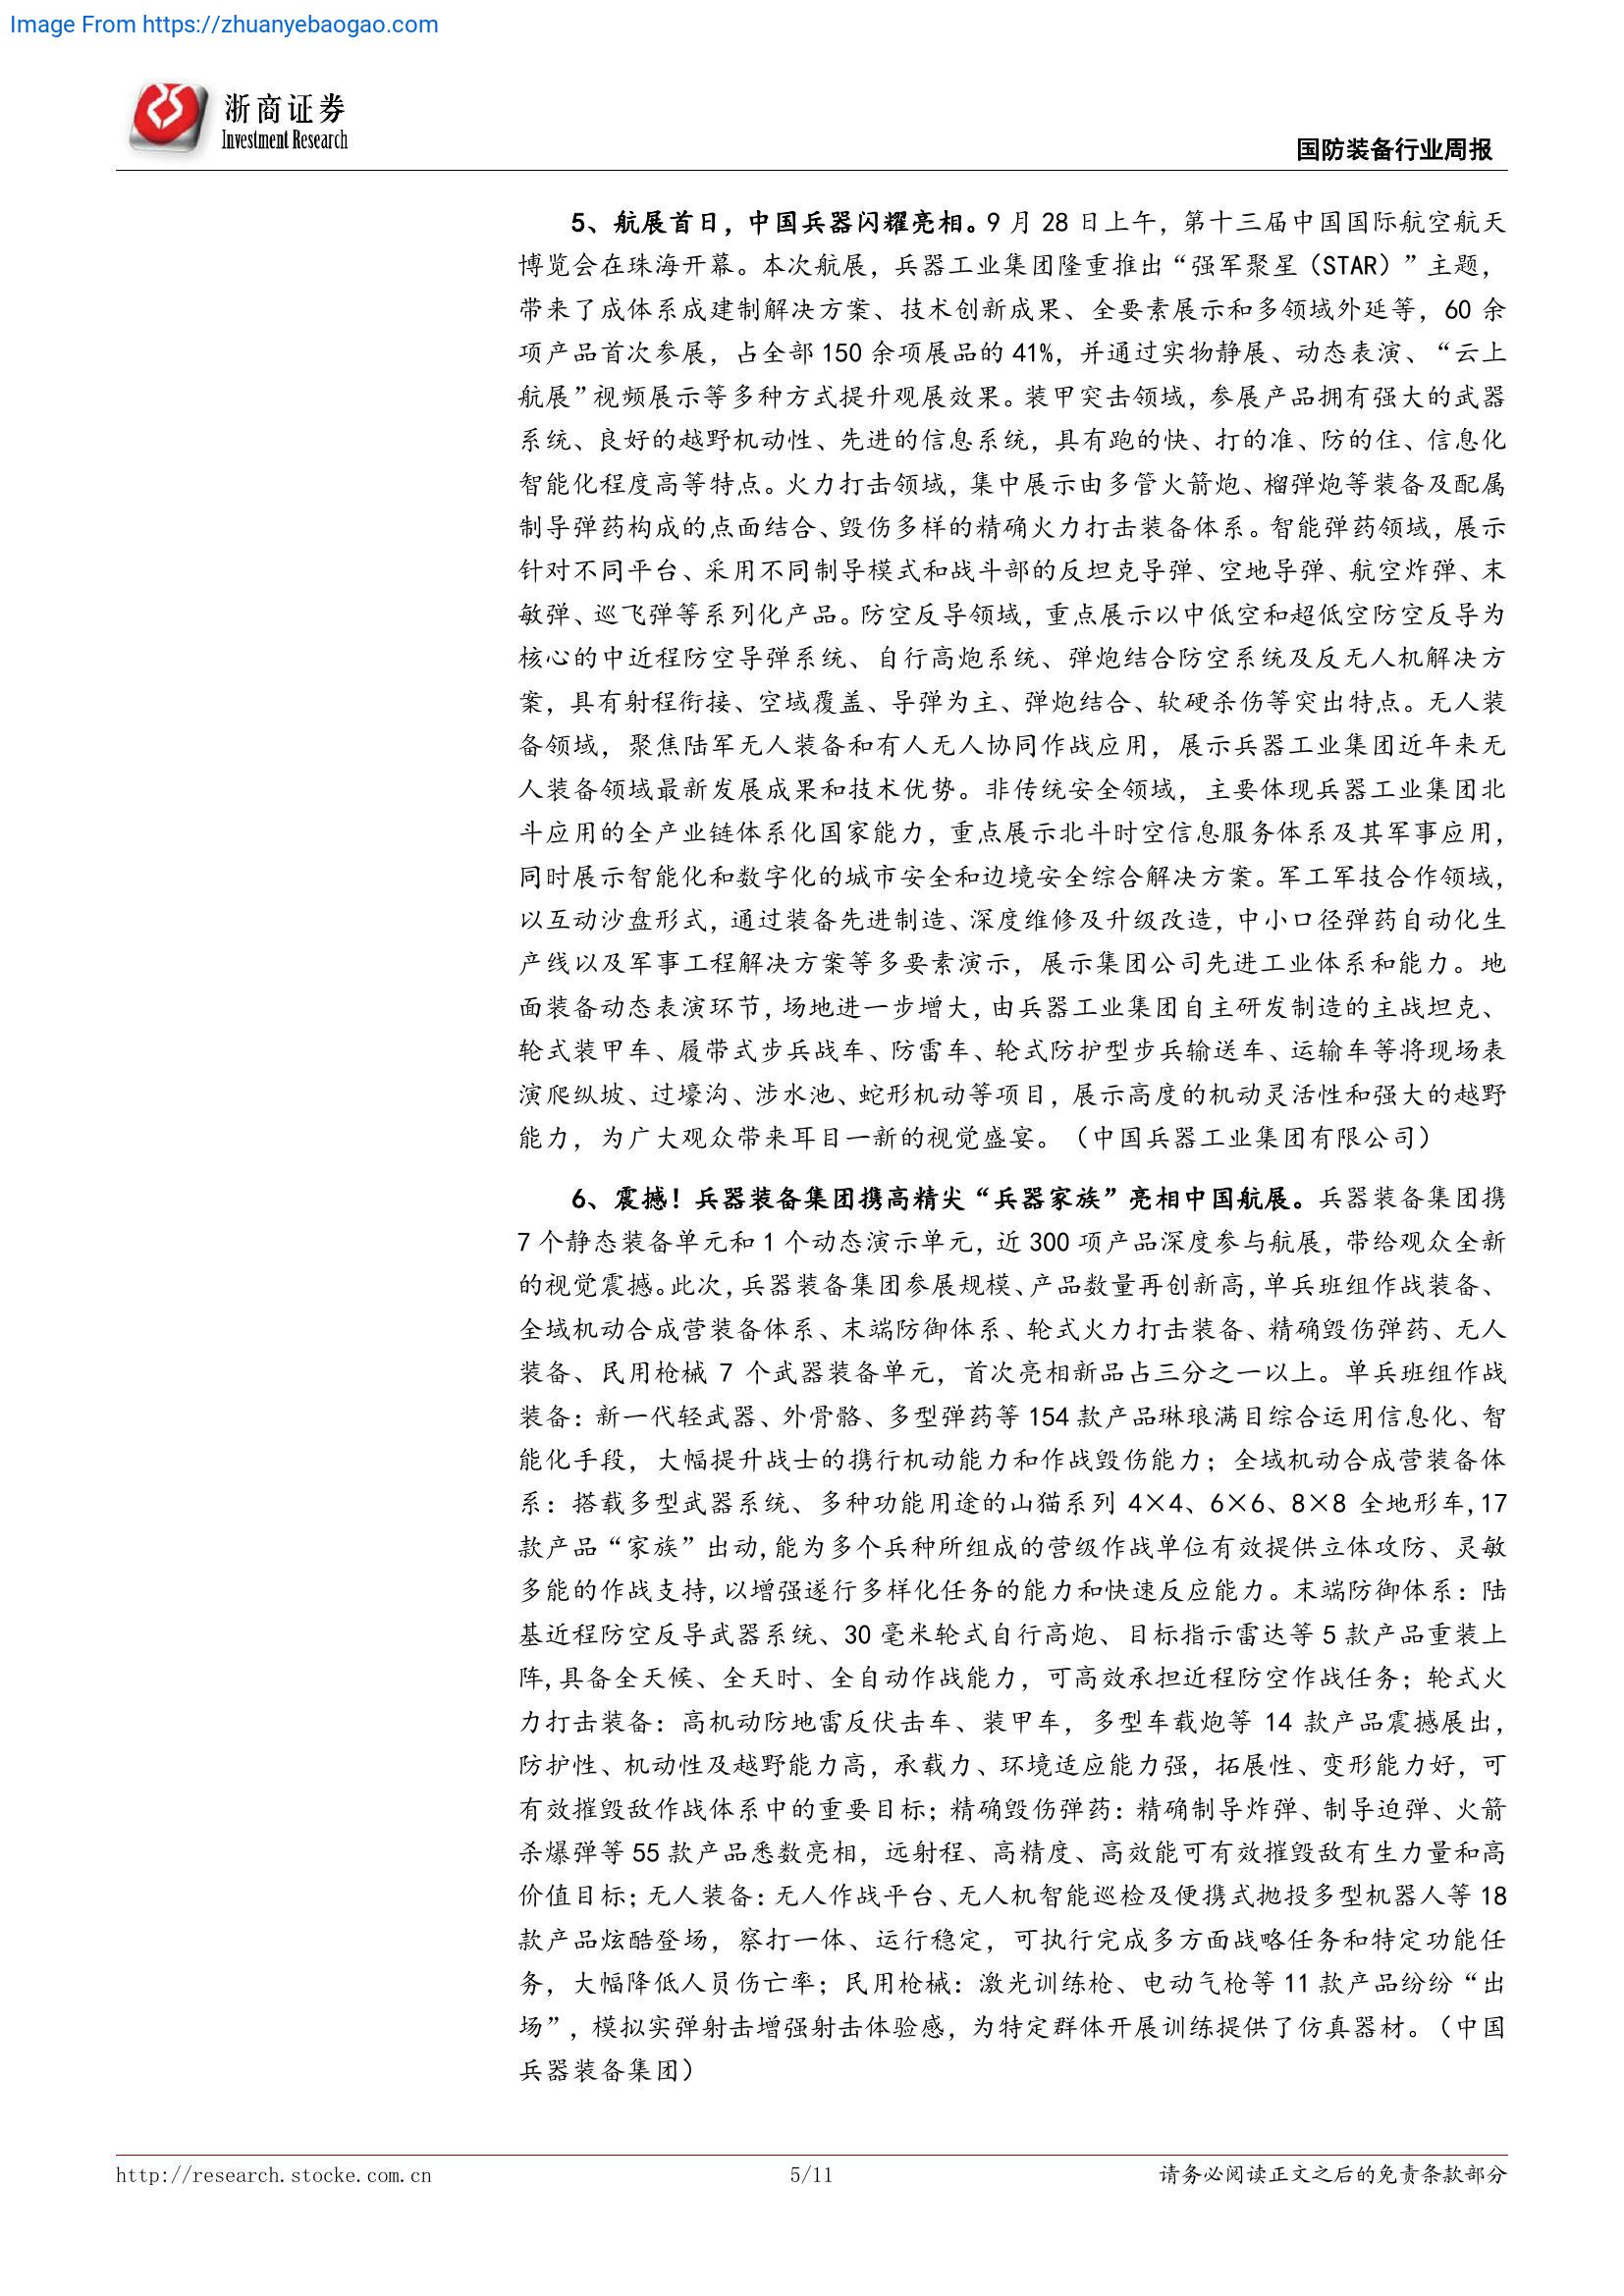 Image From https://zhuanyebaogao.com
浙商证券
Investment Research
国防装备行业周报
5、航展首日，中国兵器闪耀亮相。9 月 28 日上午，第十三届中国国际航空航天
博览会在珠海开幕。本次航展，兵器工业集团隆重推出“强军聚星（STAR）”主题，
带来了成体系成建制解决方案、技术创新成果、全要素展示和多领域外延等，60 余
项产品首次参展，占全部 150 余项展品的 41%，并通过实物静展、动态表演、“云上
航展”视频展示等多种方式提升观展效果。装甲突击领域，参展产品拥有强大的武器
系统、良好的越野机动性、先进的信息系统，具有跑的快、打的准、防的住、信息化
智能化程度高等特点。火力打击领域，集中展示由多管火箭炮、榴弹炮等装备及配属
制导弹药构成的点面结合、毁伤多样的精确火力打击装备体系。智能弹药领域，展示
针对不同平台、采用不同制导模式和战斗部的反坦克导弹、空地导弹、航空炸弹、末
敏弹、巡飞弹等系列化产品。防空反导领域，重点展示以中低空和超低空防空反导为
核心的中近程防空导弹系统、自行高炮系统、弹炮结合防空系统及反无人机解决方
案，具有射程衔接、空域覆盖、导弹为主、弹炮结合、软硬杀伤等突出特点。无人装
备领域，聚焦陆军无人装备和有人无人协同作战应用，展示兵器工业集团近年来无
人装备领域最新发展成果和技术优势。非传统安全领域，主要体现兵器工业集团北
斗应用的全产业链体系化国家能力，重点展示北斗时空信息服务体系及其军事应用，
同时展示智能化和数字化的城市安全和边境安全综合解决方案。军工军技合作领域，
以互动沙盘形式，通过装备先进制造、深度维修及升级改造，中小口径弹药自动化生
产线以及军事工程解决方案等多要素演示，展示集团公司先进工业体系和能力。地
面装备动态表演环节，场地进一步增大，由兵器工业集团自主研发制造的主战坦克、
轮式装甲车、履带式步兵战车、防雷车、轮式防护型步兵输送车、运输车等将现场表
演爬纵坡、过壕沟、涉水池、蛇形机动等项目，展示高度的机动灵活性和强大的越野
能力，为广大观众带来耳目一新的视觉盛宴。（中国兵器工业集团有限公司）
6、震撼！兵器装备集团携高精尖“兵器家族”亮相中国航展。兵器装备集团携
7 个静态装备单元和 1 个动态演示单元，近 300 项产品深度参与航展，带给观众全新
的视觉震撼。此次，兵器装备集团参展规模、产品数量再创新高，单兵班组作战装备、
全域机动合成营装备体系、末端防御体系、轮式火力打击装备、精确毁伤弹药、无人
装备、民用枪械 7 个武器装备单元，首次亮相新品占三分之一以上。单兵班组作战
装备：新一代轻武器、外骨骼、多型弹药等 154 款产品琳琅满目综合运用信息化、智
能化手段，大幅提升战士的携行机动能力和作战毁伤能力；全域机动合成营装备体
系：搭载多型武器系统、多种功能用途的山猫系列 4×4、6×6、8×8 全地形车,17
款产品“家族”出动,能为多个兵种所组成的营级作战单位有效提供立体攻防、灵敏
多能的作战支持,以增强遂行多样化任务的能力和快速反应能力。末端防御体系：陆
基近程防空反导武器系统、30 毫米轮式自行高炮、目标指示雷达等 5 款产品重装上
阵,具备全天候、全天时、全自动作战能力，可高效承担近程防空作战任务；轮式火
力打击装备：高机动防地雷反伏击车、装甲车，多型车载炮等 14 款产品震撼展出，
防护性、机动性及越野能力高，承载力、环境适应能力强，拓展性、变形能力好，可
有效摧毁敌作战体系中的重要目标；精确毁伤弹药：精确制导炸弹、制导迫弹、火箭
杀爆弹等 55 款产品悉数亮相，远射程、高精度、高效能可有效摧毁敌有生力量和高
价值目标；无人装备：无人作战平台、无人机智能巡检及便携式抛投多型机器人等 18
款产品炫酷登场，察打一体、运行稳定，可执行完成多方面战略任务和特定功能任
务，大幅降低人员伤亡率；民用枪械：激光训练枪、电动气枪等 11 款产品纷纷“出
场”，模拟实弹射击增强射击体验感，为特定群体开展训练提供了仿真器材。（中国
兵器装备集团）
http://research.stocke.com.cn
5/11
请务必阅读正文之后的免责条款部分